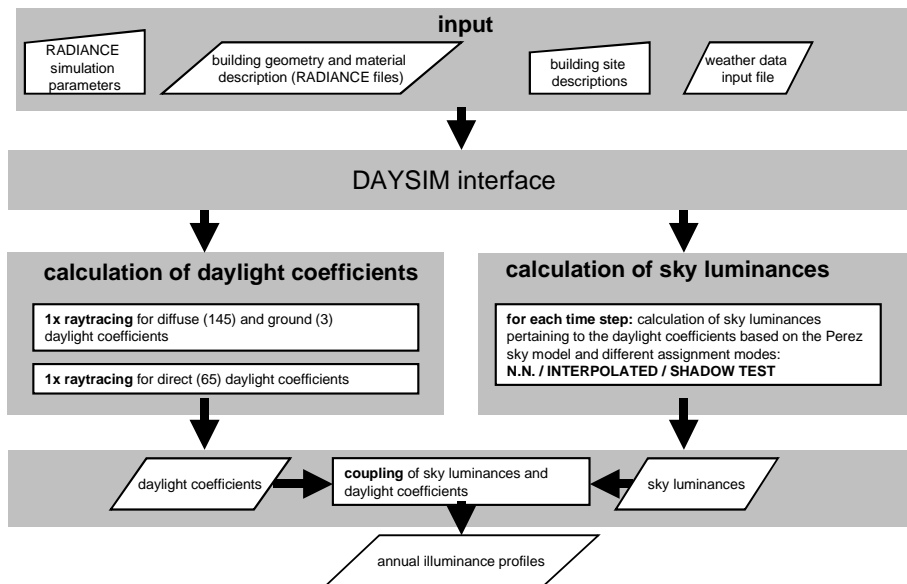 input
RADIANCE
simulation
parameters
building geometry and material
description (RADIANCE files)
building site
descriptions
weather data
input file
DAYSIM interface
calculation of daylight coefficients
1x raytracing for diffuse (145) and ground (3)
daylight coefficients
1x raytracing for direct (65) daylight coefficients
calculation of sky luminances
for each time step: calculation of sky luminances
pertaining to the daylight coefficients based on the Perez
sky model and different assignment modes:
N.N. / INTERPOLATED / SHADOW TEST
daylight coefficients
coupling of sky luminances and
daylight coefficients
sky luminances
annual illuminance profiles